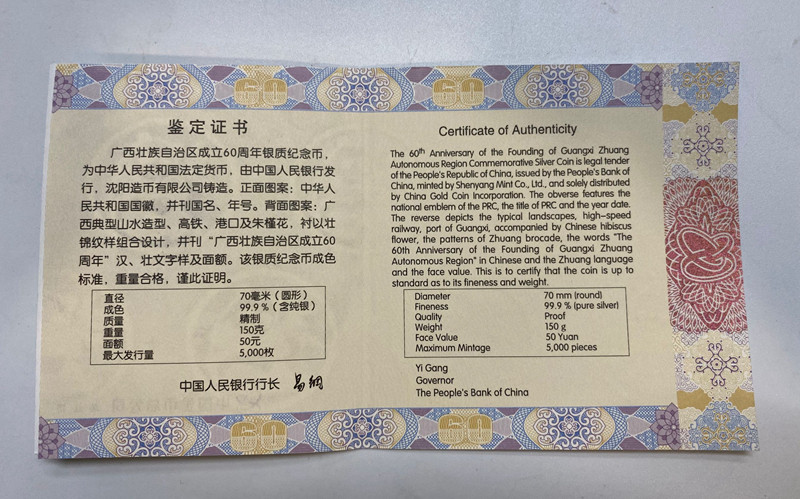 60
60
鉴定证书
广西壮族自治区成立60周年银质纪念币，
为中华人民共和国法定货币，由中国人民银行发
行，沈阳造币有限公司铸造。正面图案：中华人
民共和国国徽，并刊国名、年号。背面图案：广
西典型山水造型、高铁、港口及朱槿花，衬以壮
锦纹样组合设计，并刊“广西壮族自治区成立60
周年”汉、壮文字样及面额。该银质纪念币成色
标准，重量合格，谨此证明。
直径 70毫米（圆形）
成色 99.9％（含纯银）
质量 精制
重量 150克
面额 50元
最大发行量 5,000枚
中国人民银行行长 易纲
Certificate of Authenticity
The 60th Anniversary of the Founding of Guangxi Zhuang
Autonomous Region Commemorative Silver Coin is legal tender
of the People's Republic of China, issued by the People's Bank of
China, minted by Shenyang Mint Co., Ltd., and solely distributed
by China Gold Coin Incorporation. The obverse features the
national emblem of the PRC, the title of PRC and the year date.
The reverse depicts the typical landscapes, high-speed
railway, port of Guangxi, accompanied by Chinese hibiscus
flower, the patterns of Zhuang brocade, the words "The
60th Anniversary of the Founding of Guangxi Zhuang
Autonomous Region" in Chinese and the Zhuang language
and the face value. This is to certify that the coin is up to
standard as to its fineness and weight.
Diameter 70 mm (round)
Fineness 99.9 % (pure silver)
Quality Proof
Weight 150 g
Face Value 50 Yuan
Maximum Mintage 5,000 pieces
Yi Gang
Governor
The People's Bank of China
60
60